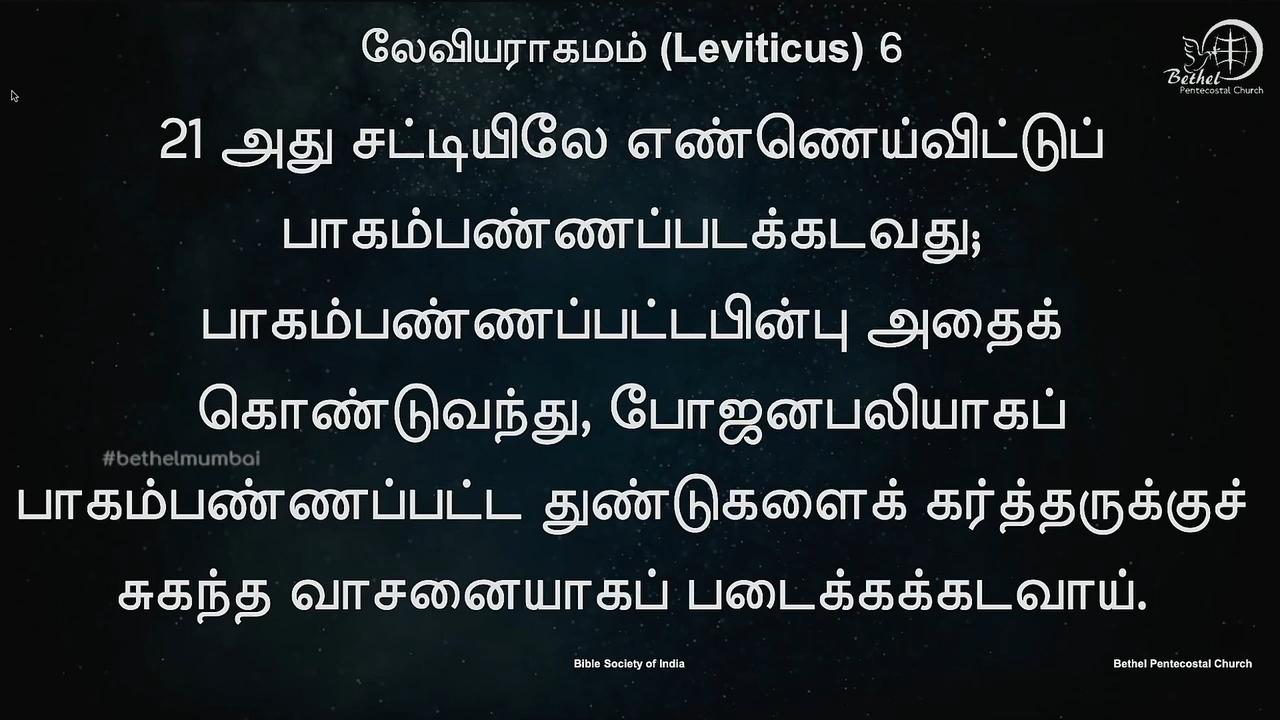 லேவியராகமம் (Leviticus) 6
Bethel
Pentecostal Church
21 அது சட்டியிலே எண்ணெய்விட்டுப்
பாகம்பண்ணப்படக்கடவது;
பாகம்பண்ணப்பட்டபின்பு அதைக்
கொண்டுவந்து, போஜனபலியாகப்
#bethelmumbai
பாகம்பண்ணப்பட்ட துண்டுகளைக் கர்த்தருக்குச்
சுகந்த வாசனையாகப் படைக்கக்கடவாய்.
Bible Society of India
Bethel Pentecostal Church